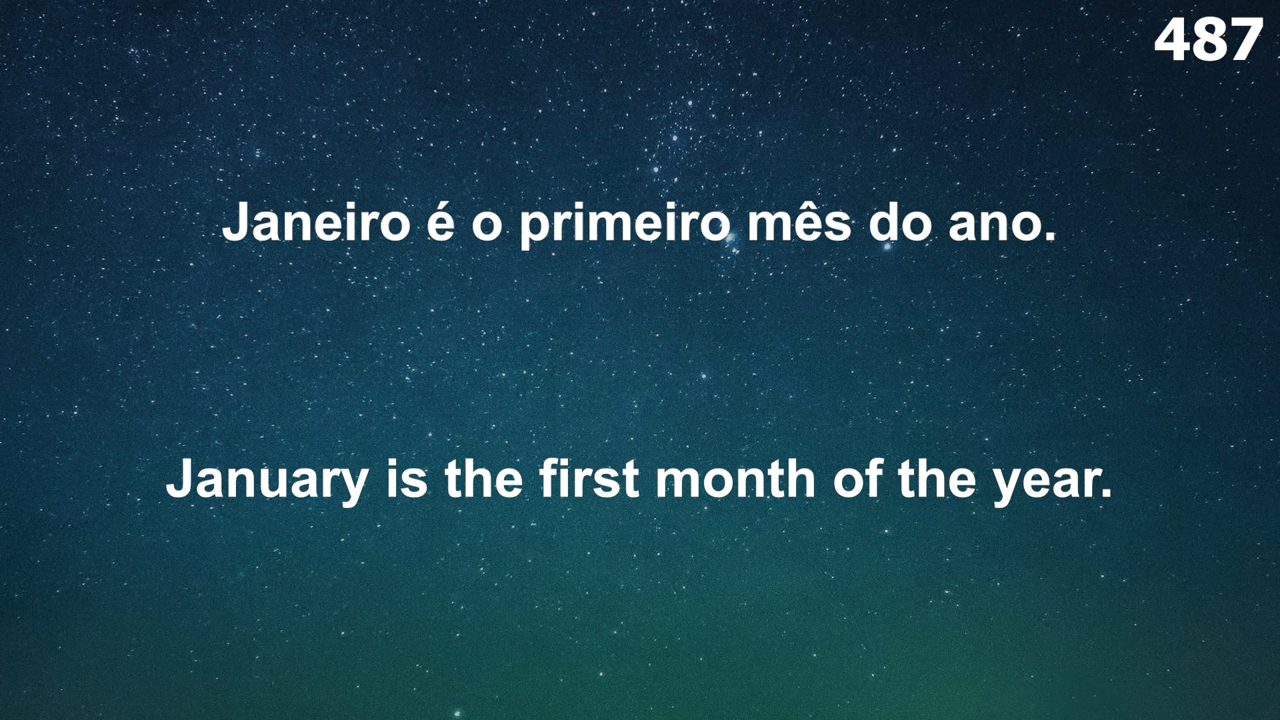 487
Janeiro é o primeiro mês do ano.
January is the first month of the year.